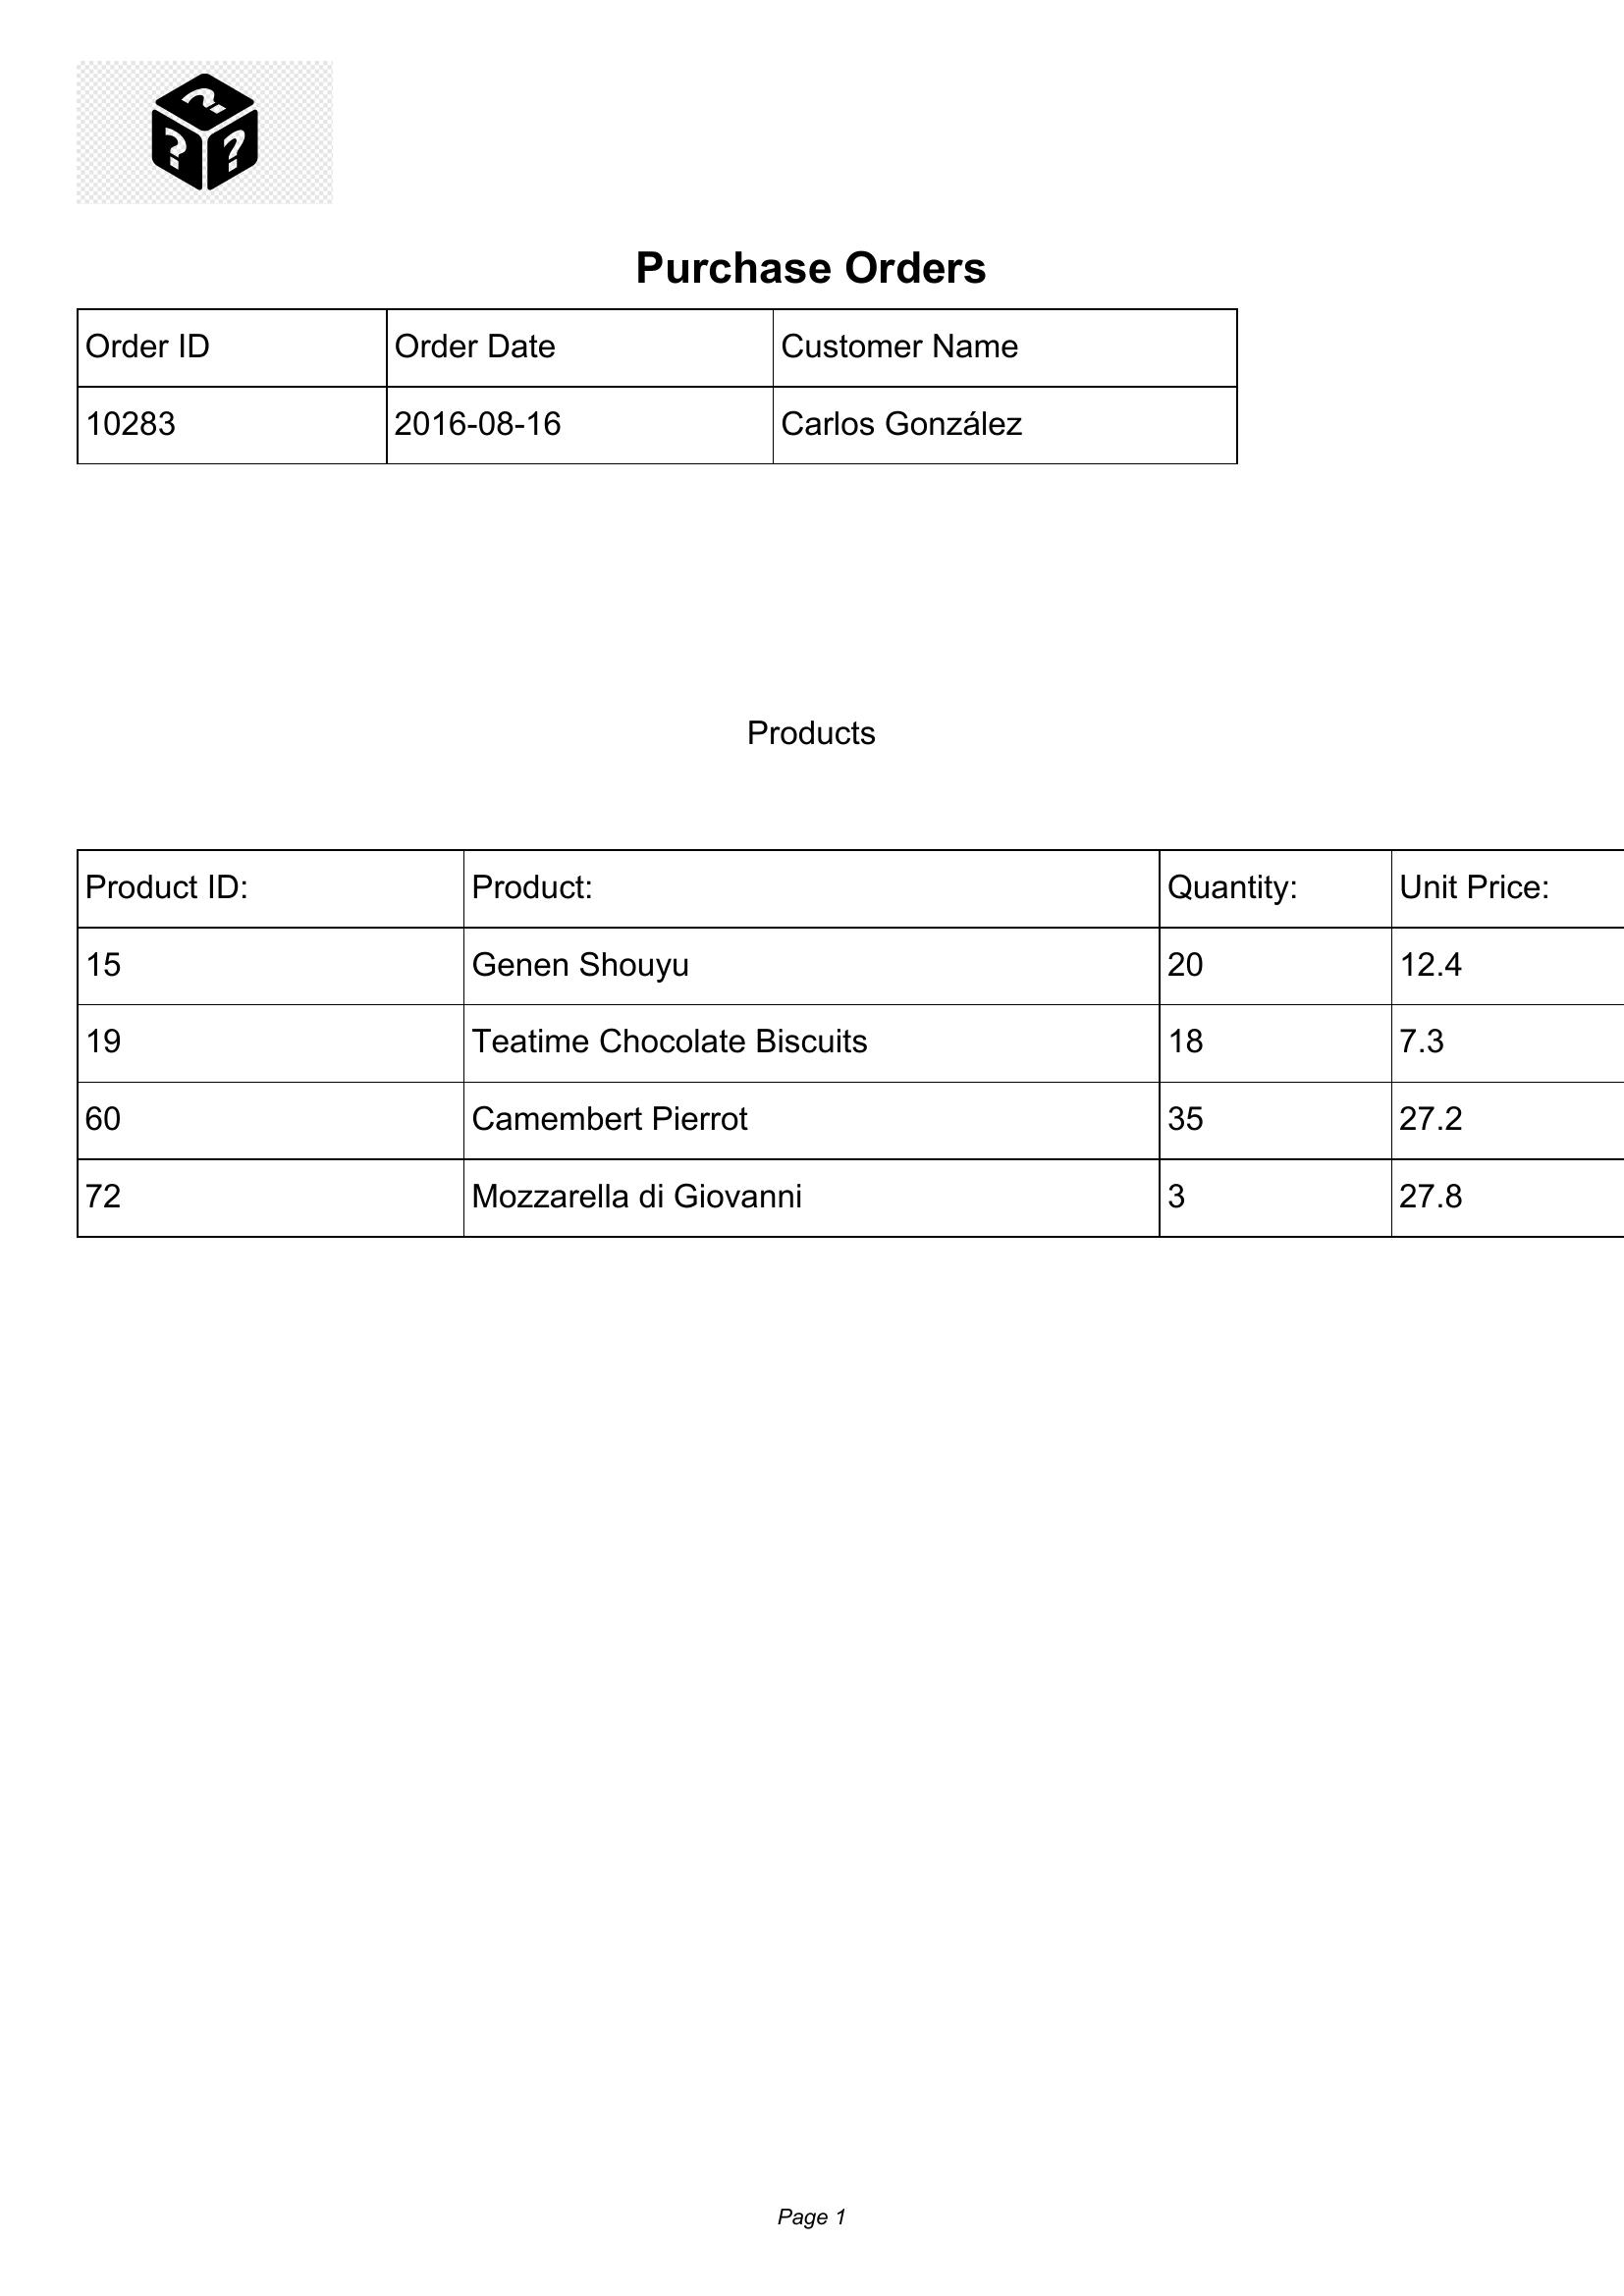 Purchase Orders
Order ID Order Date Customer Name
10283 2016-08-16 Carlos González
Products
Product ID: Product: Quantity: Unit Price:
15 Genen Shouyu 20 12.4
19 Teatime Chocolate Biscuits 18 7.3
60 Camembert Pierrot 35 27.2
72 Mozzarella di Giovanni 3 27.8
Page 1